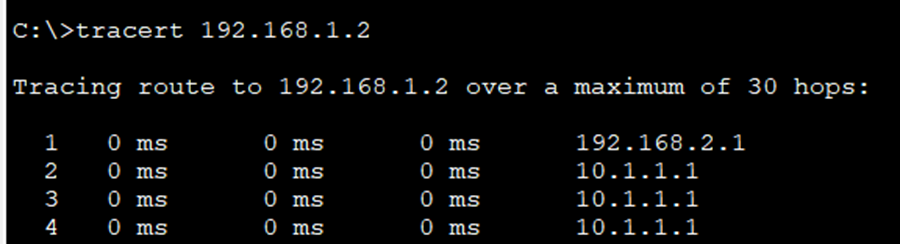 C:\>tracert 192.168.1.2
Tracing route to 192.168.1.2 over a maximum of 30 hops:
1 0 ms 0 ms 0 ms 192.168.2.1
2 0 ms 0 ms 0 ms 10.1.1.1
3 0 ms 0 ms 0 ms 10.1.1.1
4 0 ms 0 ms 0 ms 10.1.1.1